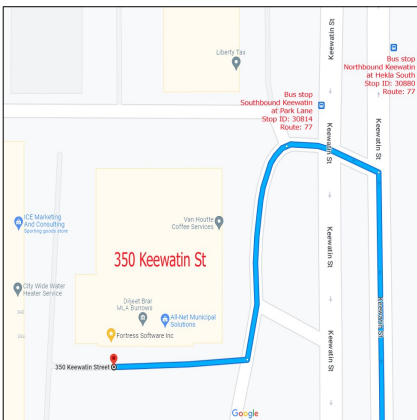 Keewatin St
Liberty Tax
Bus stop
Northbound Keewatin
at Hekla South
Stop ID: 30880
Route: 77
Bus stop
Southbound Keewatin
at Park Lane
Stop ID: 30814
Route: 77
Keewatin St
Keewatin St
ICE Marketing
And Consulting
Sporting goods store
Van Houtte
Coffee Services
Keewatin St
350 Keewatin St
City Wide Water
Heater Service
Diljeet Brar
MLA Burrows
All-Net Municipal
Solutions
Keewatin St
Fortress Software Inc
Keewatin St
350 Keewatin Street
Google